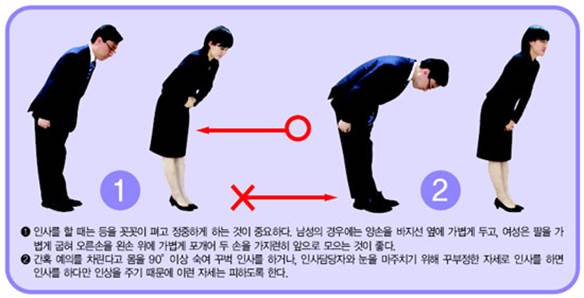 1 2
❶ 인사를 할 때는 등을 꼿꼿이 펴고 정중하게 하는 것이 중요하다. 남성의 경우에는 양손을 바지선 옆에 가볍게 두고, 여성은 팔을 가
볍게 굽혀 오른손을 왼손 위에 가볍게 포개어 두 손을 가지런히 앞으로 모으는 것이 좋다.
❷ 간혹 예의를 차린다고 몸을 90° 이상 숙여 꾸벅 인사를 하거나, 인사담당자와 눈을 마주치기 위해 꾸부정한 자세로 인사를 하면
인사를 하다만 인상을 주기 때문에 이런 자세는 피하도록 한다.